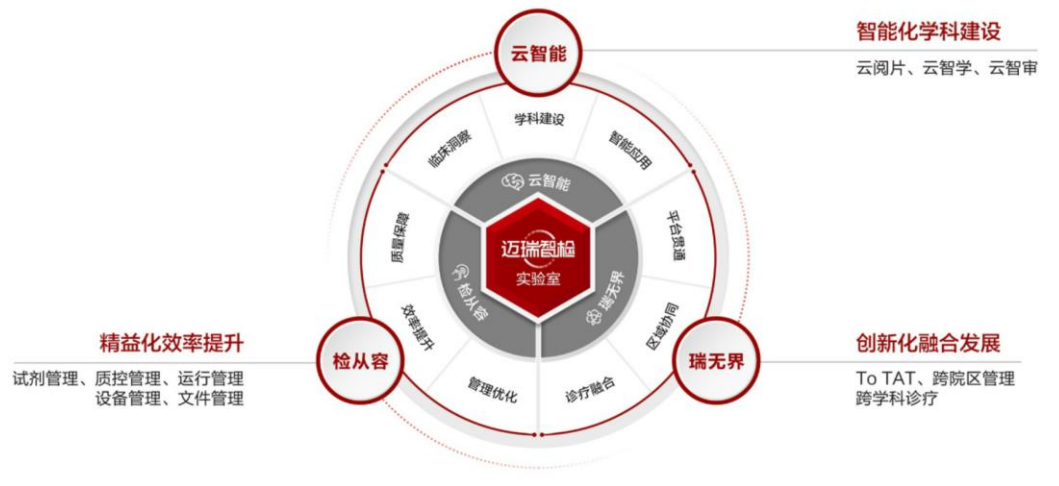 云智能
智能化学科建设
云阅片、云智学、云智审
学科建设
临床洞察
智能应用
云智能
质量保障
平台贯通
迈瑞智检
实验室
检从容
瑞无界
效率提升
区域协同
管理优化
诊疗融合
精益化效率提升
检从容
瑞无界
创新化融合发展
试剂管理、质控管理、运行管理
设备管理、文件管理
To TAT、跨院区管理
跨学科诊疗